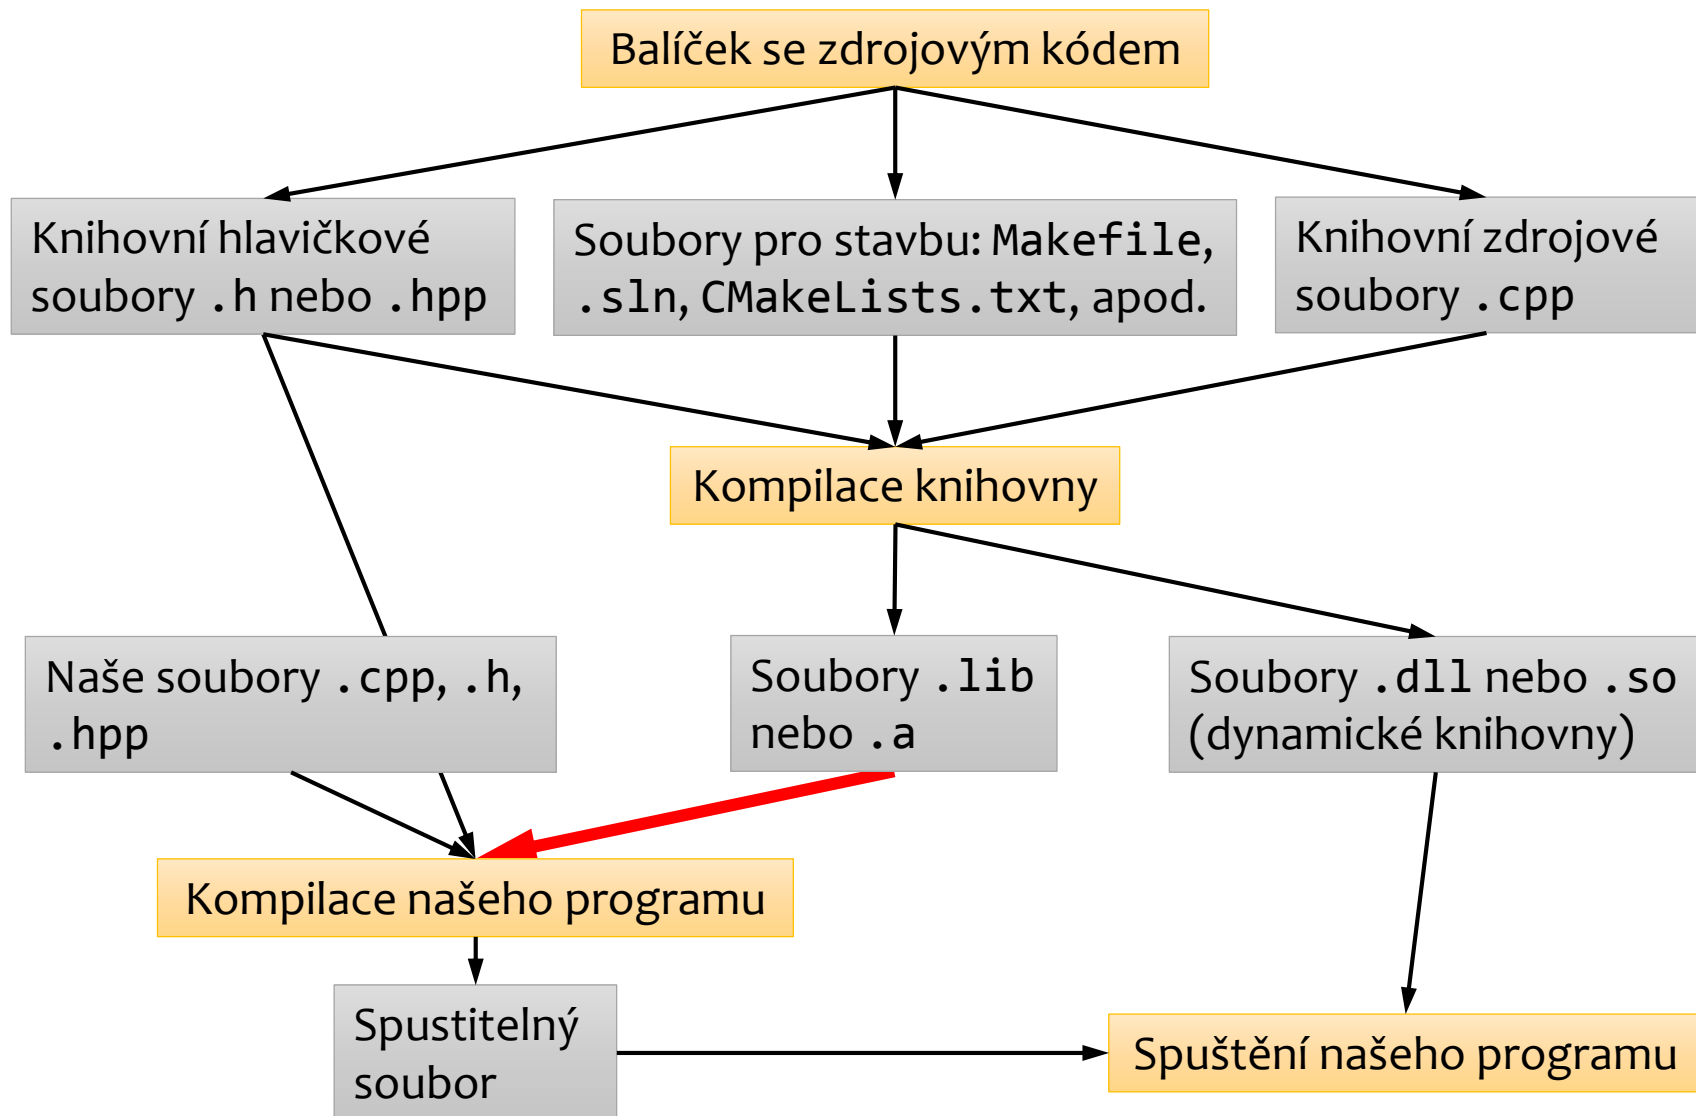 Balíček se zdrojovým kódem
Knihovní hlavičkové
soubory .h nebo .hpp
Soubory pro stavbu: Makefile,
.sln, CMakeLists.txt, apod.
Knihovní zdrojové
soubory .cpp
Kompilace knihovny
Naše soubory .cpp, .h,
.hpp
Soubory .lib
nebo .a
Soubory .dll nebo .so
(dynamické knihovny)
Kompilace našeho programu
Spustitelný
soubor
Spuštění našeho programu